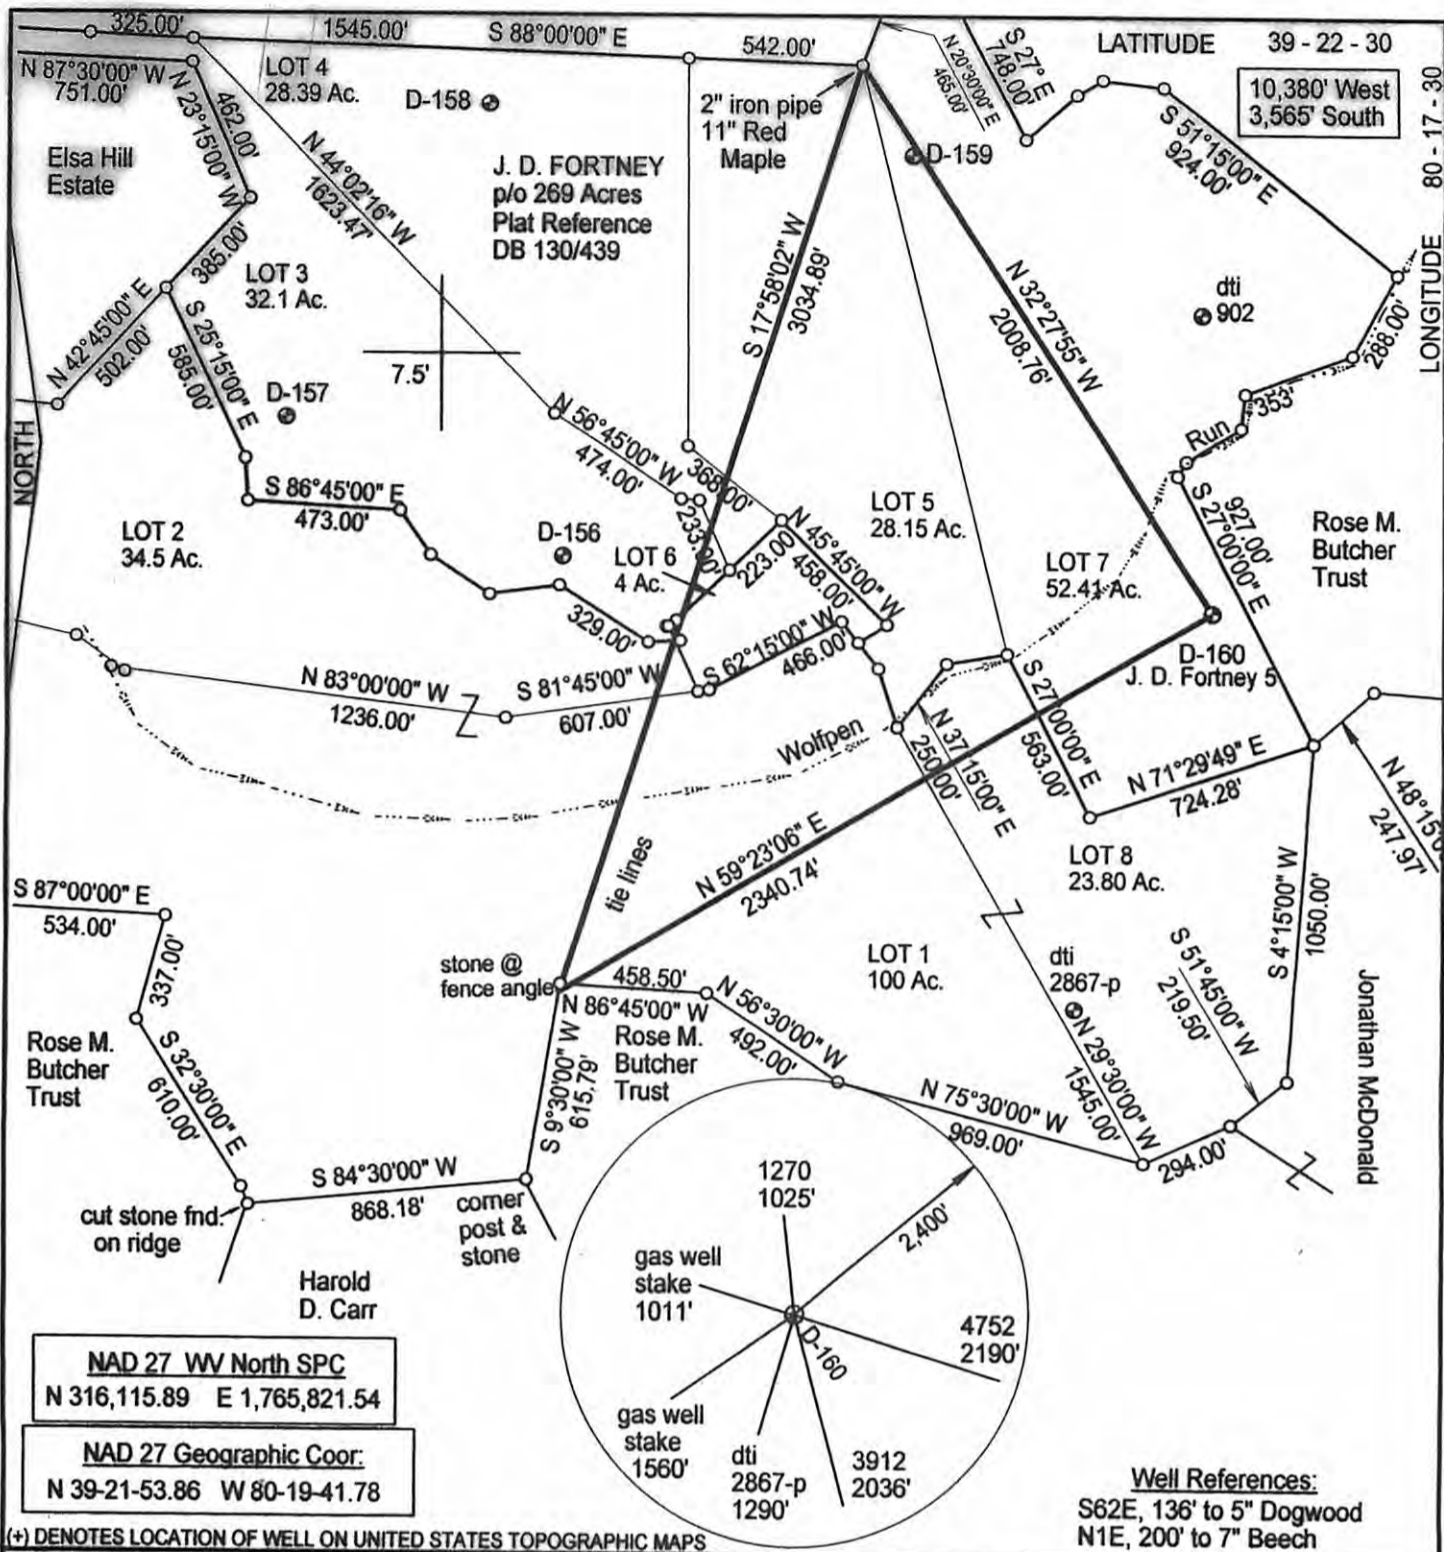 325.00'
1545.00'
S 88°00'00" E
542.00'
N 87°30'00" W
751.00'
N 23°15'00" W
462.00'
LOT 4
28.39 Ac.
D-158
2" iron pipe
11" Red
Maple
N 20°30'00" E
465.00'
S 27° E
748.00'
LATITUDE 39 - 22 - 30
10,380' West
3,565' South
LONGITUDE 80 - 17 - 30
Elsa Hill
Estate
N 44°02'16" W
1623.47'
J. D. FORTNEY
p/o 269 Acres
Plat Reference
DB 130/439
D-159
S 51°15'00" E
924.00'
385.00'
LOT 3
32.1 Ac.
S 17°58'02" W
3034.89'
N 32°27'55" W
2008.76'
dti
902
288.00'
N 42°45'00" E
502.00'
S 25°15'00" E
585.00'
7.5'
D-157
353'
Run
NORTH
N 56°45'00" W
474.00'
368.00'
S 86°45'00" E
473.00'
LOT 2
34.5 Ac.
D-156
LOT 6
4 Ac.
233.00'
223.00'
N 45°45'00" W
458.00'
LOT 5
28.15 Ac.
LOT 7
52.41 Ac.
927.00'
S 27°00'00" E
Rose M.
Butcher
Trust
329.00'
S 62°15'00" W
466.00'
D-160
J. D. Fortney 5
N 83°00'00" W
1236.00'
S 81°45'00" W
607.00'
Wolfpen
250.00'
N 37°15'00" E
S 27°00'00" E
563.00'
N 71°29'49" E
724.28'
N 48°15'0
247.97'
LOT 8
23.80 Ac.
tie lines
N 59°23'06" E
2340.74'
S 87°00'00" E
534.00'
337.00'
stone @
fence angle
458.50'
N 86°45'00" W
N 56°30'00" W
492.00'
LOT 1
100 Ac.
dti
2867-p
S 51°45'00" W
219.50'
S 4°15'00" W
1050.00'
Jonathan McDonald
Rose M.
Butcher
Trust
S 32°30'00" E
610.00'
S 9°30'00" W
615.79'
Rose M.
Butcher
Trust
N 29°30'00" W
1545.00'
N 75°30'00" W
969.00'
294.00'
S 84°30'00" W
868.18'
cut stone fnd.
on ridge
corner
post &
stone
1270
1025'
2,400'
gas well
stake
1011'
Harold
D. Carr
4752
2190'
D-160
NAD 27 WV North SPC
N 316,115.89 E 1,765,821.54
gas well
stake
1560'
dti
2867-p
1290'
3912
2036'
NAD 27 Geographic Coor:
N 39-21-53.86 W 80-19-41.78
Well References:
S62E, 136' to 5" Dogwood
N1E, 200' to 7" Beech
(+) DENOTES LOCATION OF WELL ON UNITED STATES TOPOGRAPHIC MAPS